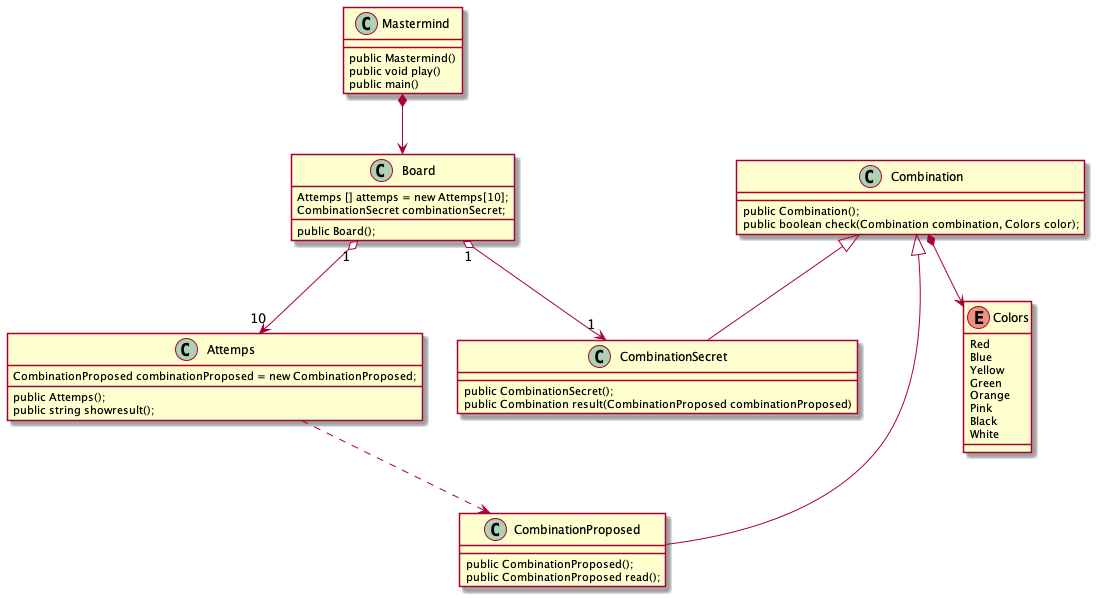 C Mastermind
public Mastermind()
public void play()
public main()
C Board
Attemps [] attemps = new Attemps[10];
CombinationSecret combinationSecret;
public Board();
C Combination
public Combination();
public boolean check(Combination combination, Colors color);
1
1
10
1
E Colors
Red
Blue
Yellow
Green
Orange
Pink
Black
White
C Attemps
CombinationProposed combinationProposed = new CombinationProposed;
public Attemps();
public string showresult();
C CombinationSecret
public CombinationSecret();
public Combination result(CombinationProposed combinationProposed)
C CombinationProposed
public CombinationProposed();
public CombinationProposed read();